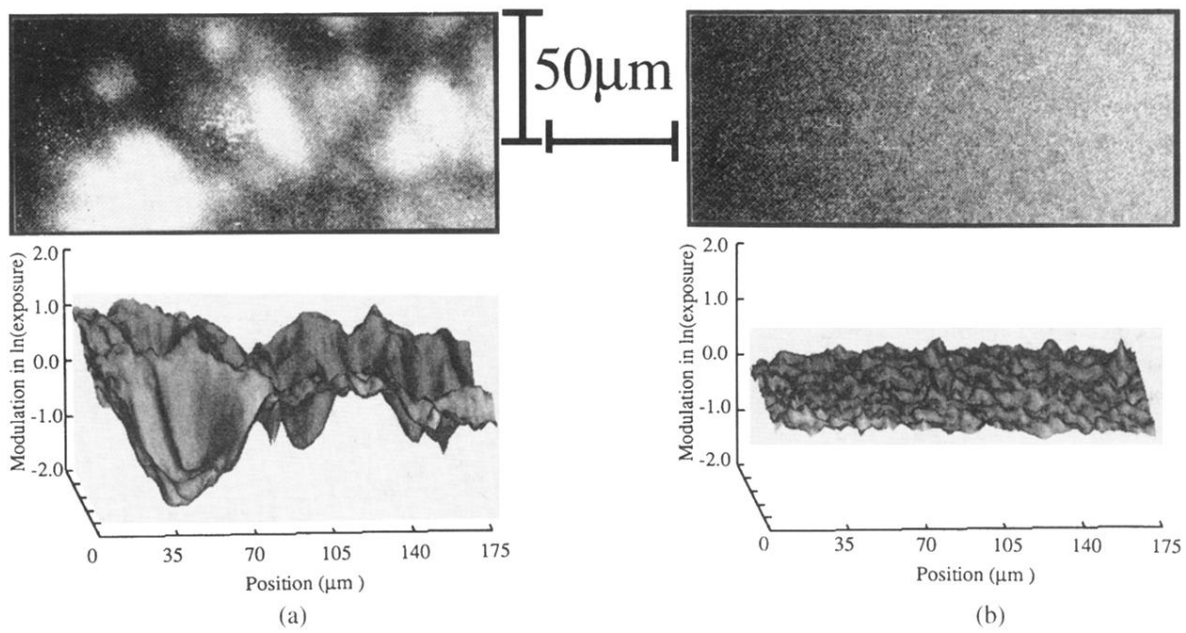 50μm
2.0
1.0
0.0
-1.0
-2.0
Modulation in ln(exposure)
0 35 70 105 140 175
Position (μm )
(a)
2.0
1.0
0.0
-1.0
-2.0
Modulation in ln(exposure)
0 35 70 105 140 175
Position (μm )
(b)